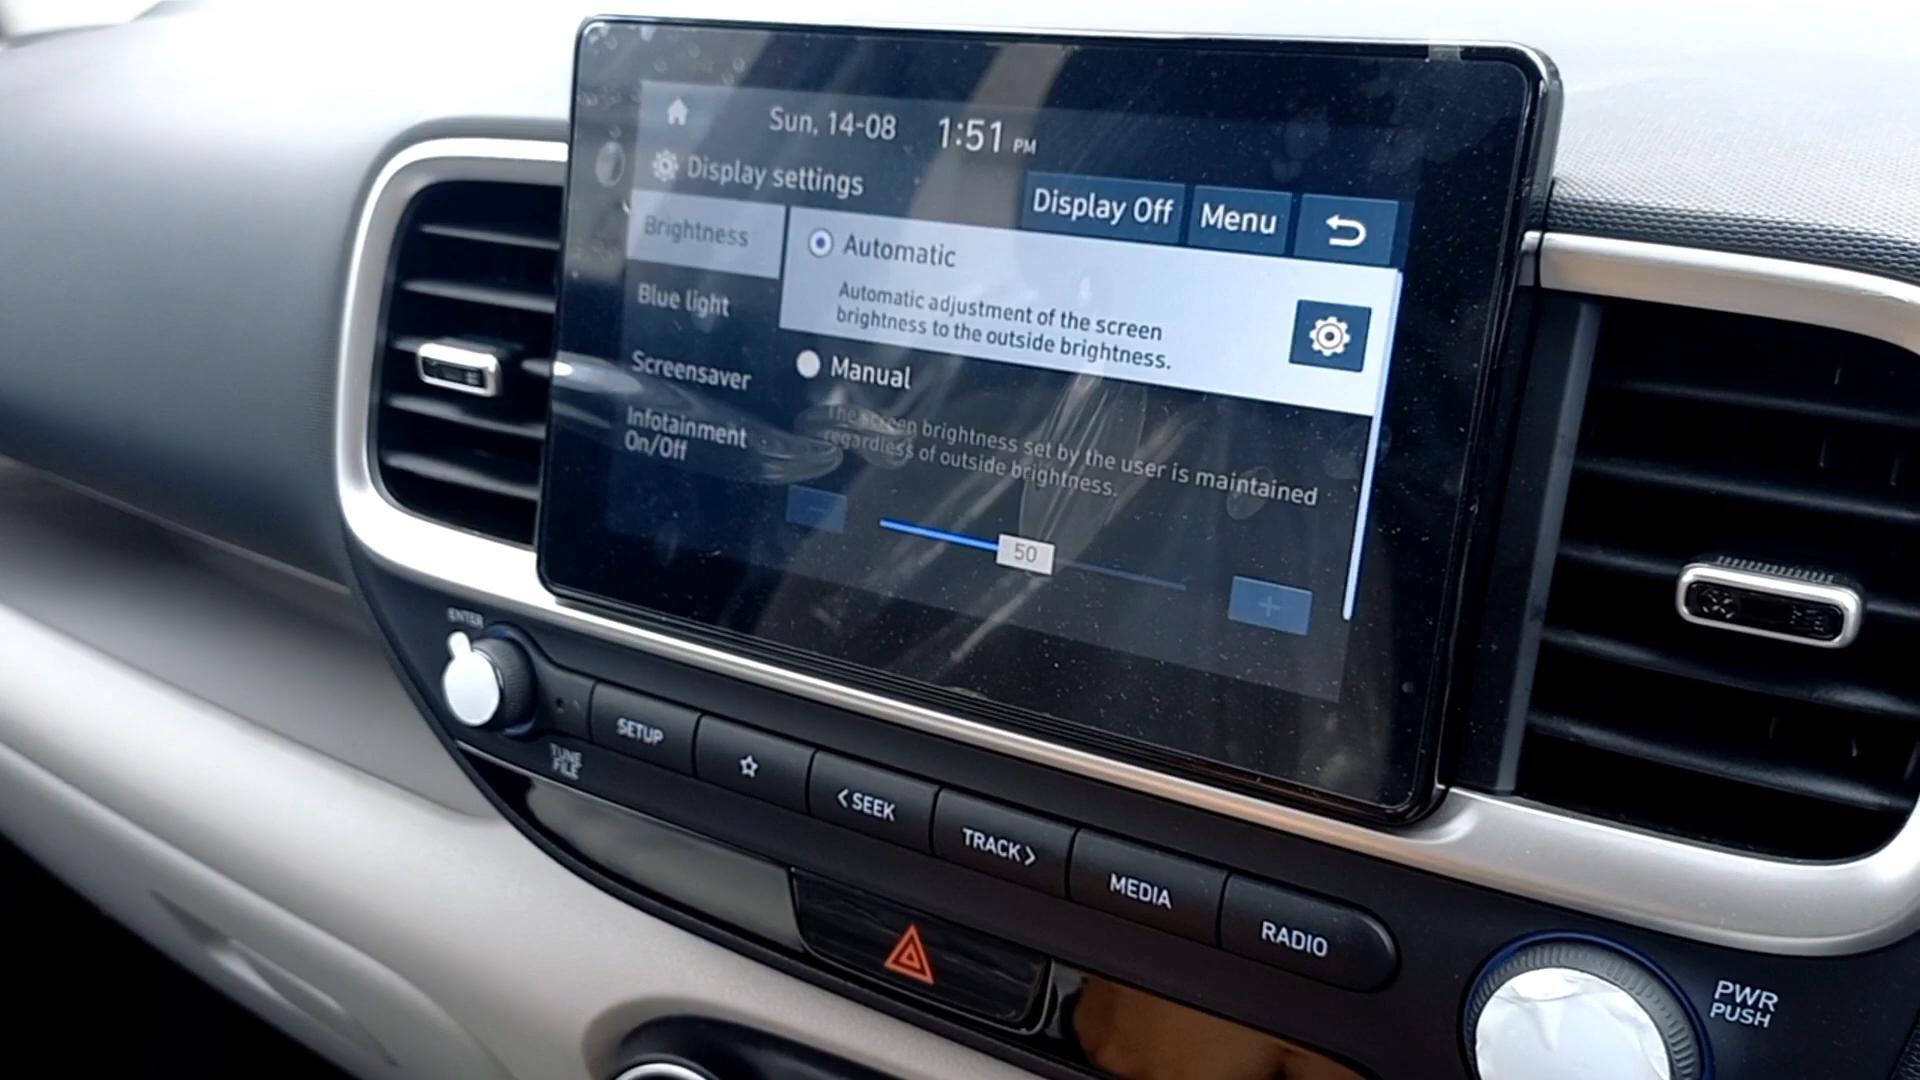 Sun, 14-08 1:51 PM
Display settings
Display Off Menu
Brightness
Blue light
Screensaver
Infotainment
On/Off
Automatic
Automatic adjustment of the screen
brightness to the outside brightness.
Manual
The screen brightness set by the user is maintained
regardless of outside brightness.
- 50 +
ENTER
TUNE
FILE
SETUP
< SEEK
TRACK >
MEDIA
RADIO
PWR
PUSH